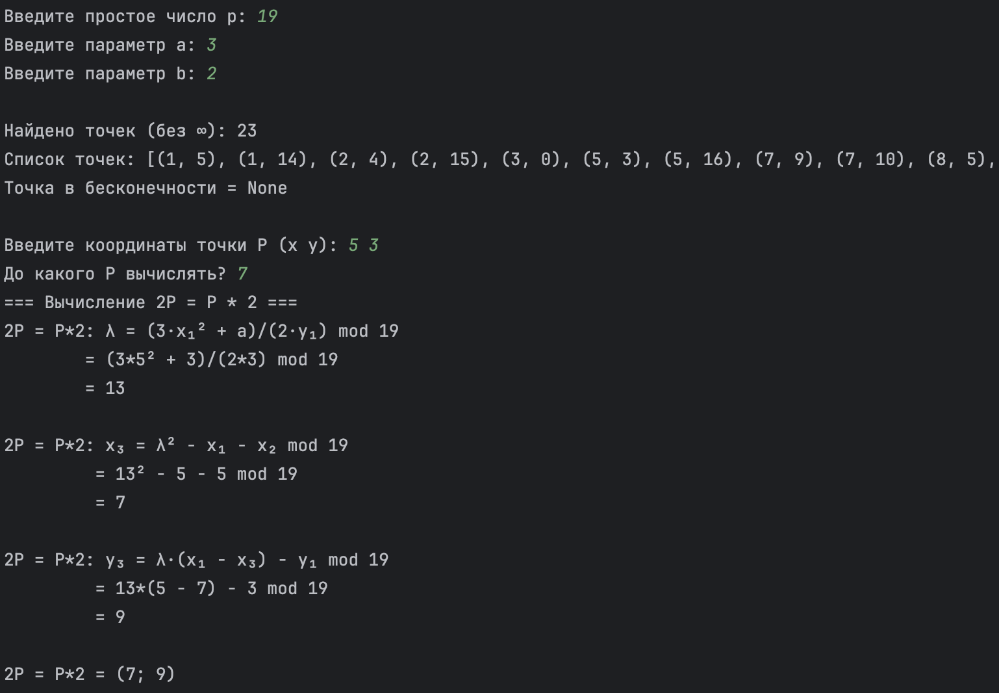 Введите простое число p: 19
Введите параметр a: 3
Введите параметр b: 2
Найдено точек (без ∞): 23
Список точек: [(1, 5), (1, 14), (2, 4), (2, 15), (3, 0), (5, 3), (5, 16), (7, 9), (7, 10), (8, 5),
Точка в бесконечности = None
Введите координаты точки P (x y): 5 3
До какого P вычислять? 7
=== Вычисление 2P = P * 2 ===
2P = P*2: λ = (3·x₁² + a)/(2·y₁) mod 19
= (3*5² + 3)/(2*3) mod 19
= 13
2P = P*2: x₃ = λ² - x₁ - x₂ mod 19
= 13² - 5 - 5 mod 19
= 7
2P = P*2: y₃ = λ·(x₁ - x₃) - y₁ mod 19
= 13*(5 - 7) - 3 mod 19
= 9
2P = P*2 = (7; 9)